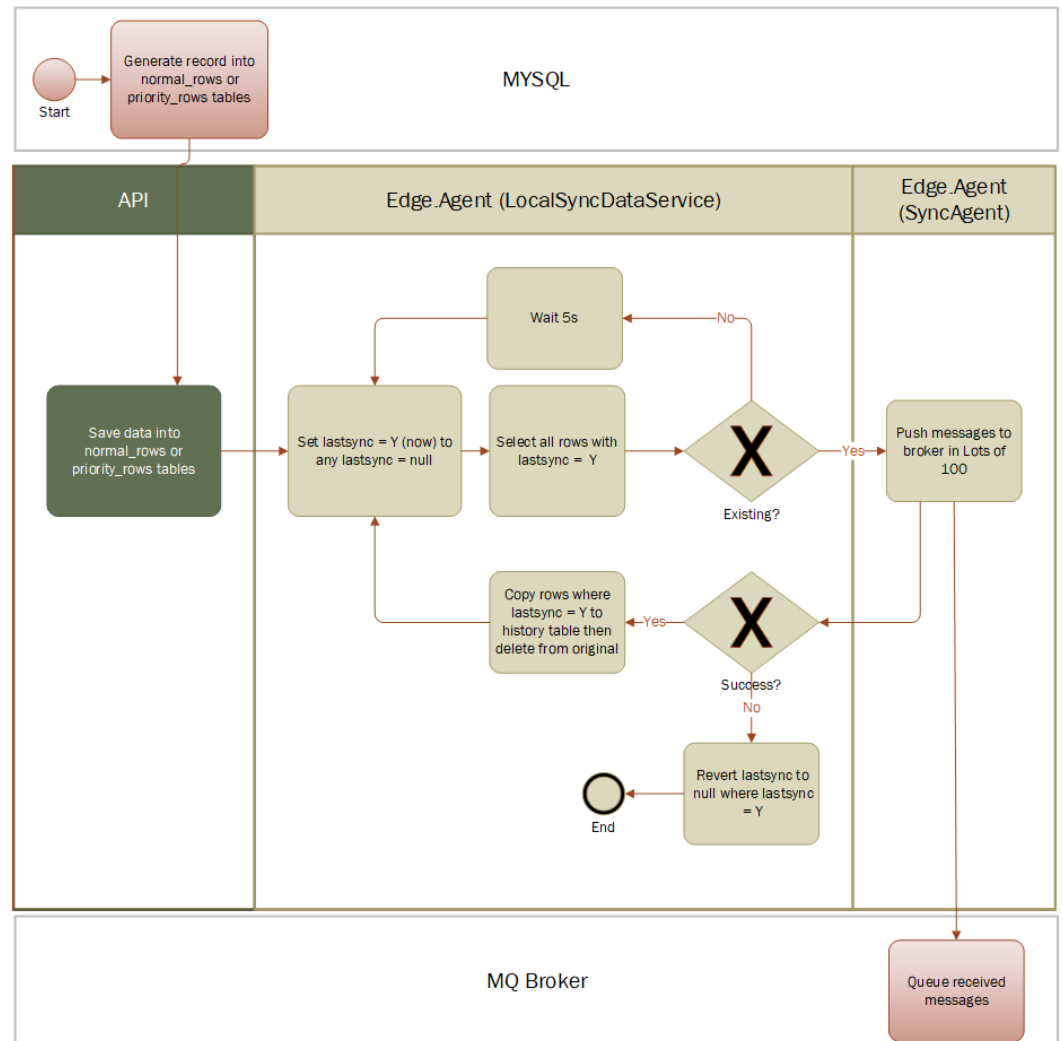 Generate record into
normal_rows or
priority_rows tables
Start
MYSQL
API
Edge.Agent (LocalSyncDataService)
Edge.Agent
(SyncAgent)
Wait 5s
No
Save data into
normal_rows or
priority_rows tables
Set lastsync = Y (now) to
any lastsync = null
Select all rows with
lastsync = Y
Existing?
Yes
Push messages to
broker in Lots of
100
Copy rows where
lastsync = Y to
history table then
delete from original
Yes
Success?
No
Revert lastsync to
null where lastsync
= Y
End
MQ Broker
Queue received
messages